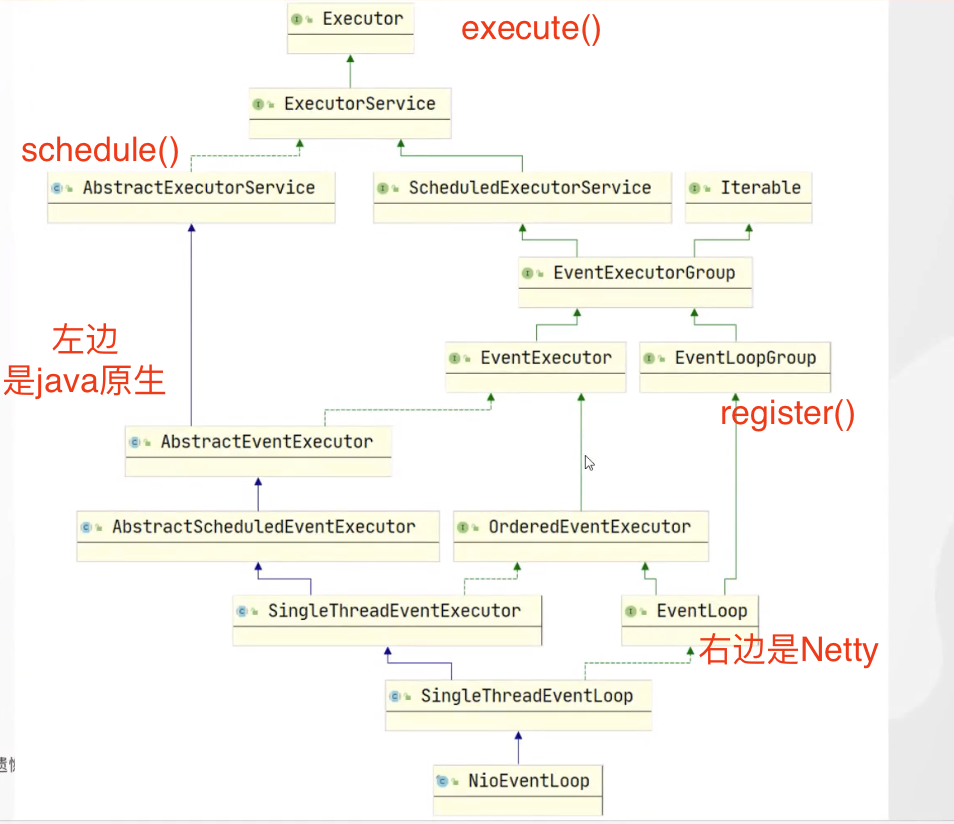 Executor
execute()
ExecutorService
schedule()
AbstractExecutorService
ScheduledExecutorService
Iterable
EventExecutorGroup
左边
是java原生
EventExecutor
EventLoopGroup
register()
AbstractEventExecutor
AbstractScheduledEventExecutor
OrderedEventExecutor
SingleThreadEventExecutor
EventLoop
右边是Netty
SingleThreadEventLoop
NioEventLoop